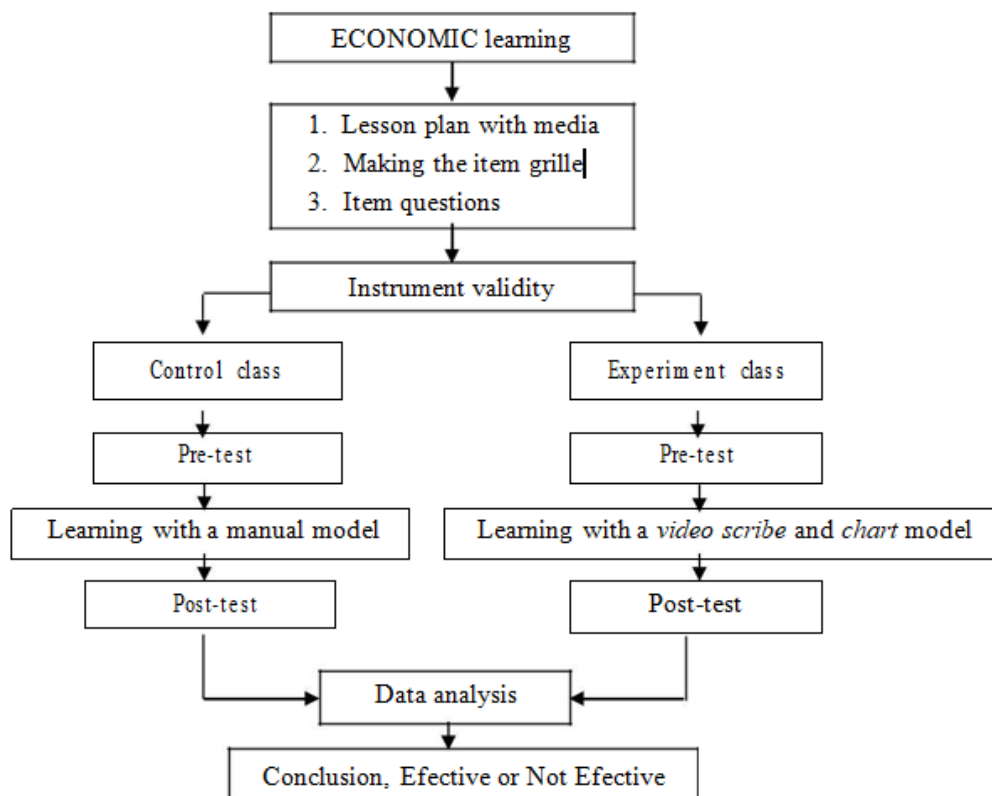 ECONOMIC learning
1. Lesson plan with media
2. Making the item grille
3. Item questions
Instrument validity
Control class
Experiment class
Pre-test
Pre-test
Learning with a manual model
Learning with a video scribe and chart model
Post-test
Post-test
Data analysis
Conclusion, Efective or Not Efective